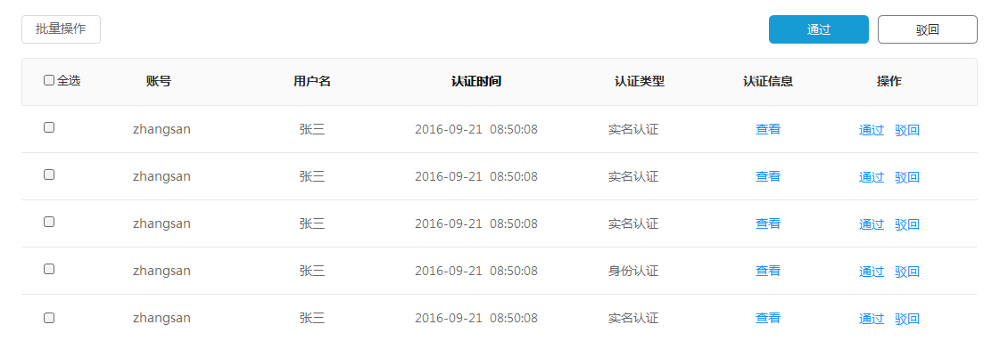 批量操作 通过 驳回
全选 账号 用户名 认证时间 认证类型 认证信息 操作
zhangsan 张三 2016-09-21 08:50:08 实名认证 查看 通过 驳回
zhangsan 张三 2016-09-21 08:50:08 实名认证 查看 通过 驳回
zhangsan 张三 2016-09-21 08:50:08 实名认证 查看 通过 驳回
zhangsan 张三 2016-09-21 08:50:08 身份认证 查看 通过 驳回
zhangsan 张三 2016-09-21 08:50:08 实名认证 查看 通过 驳回